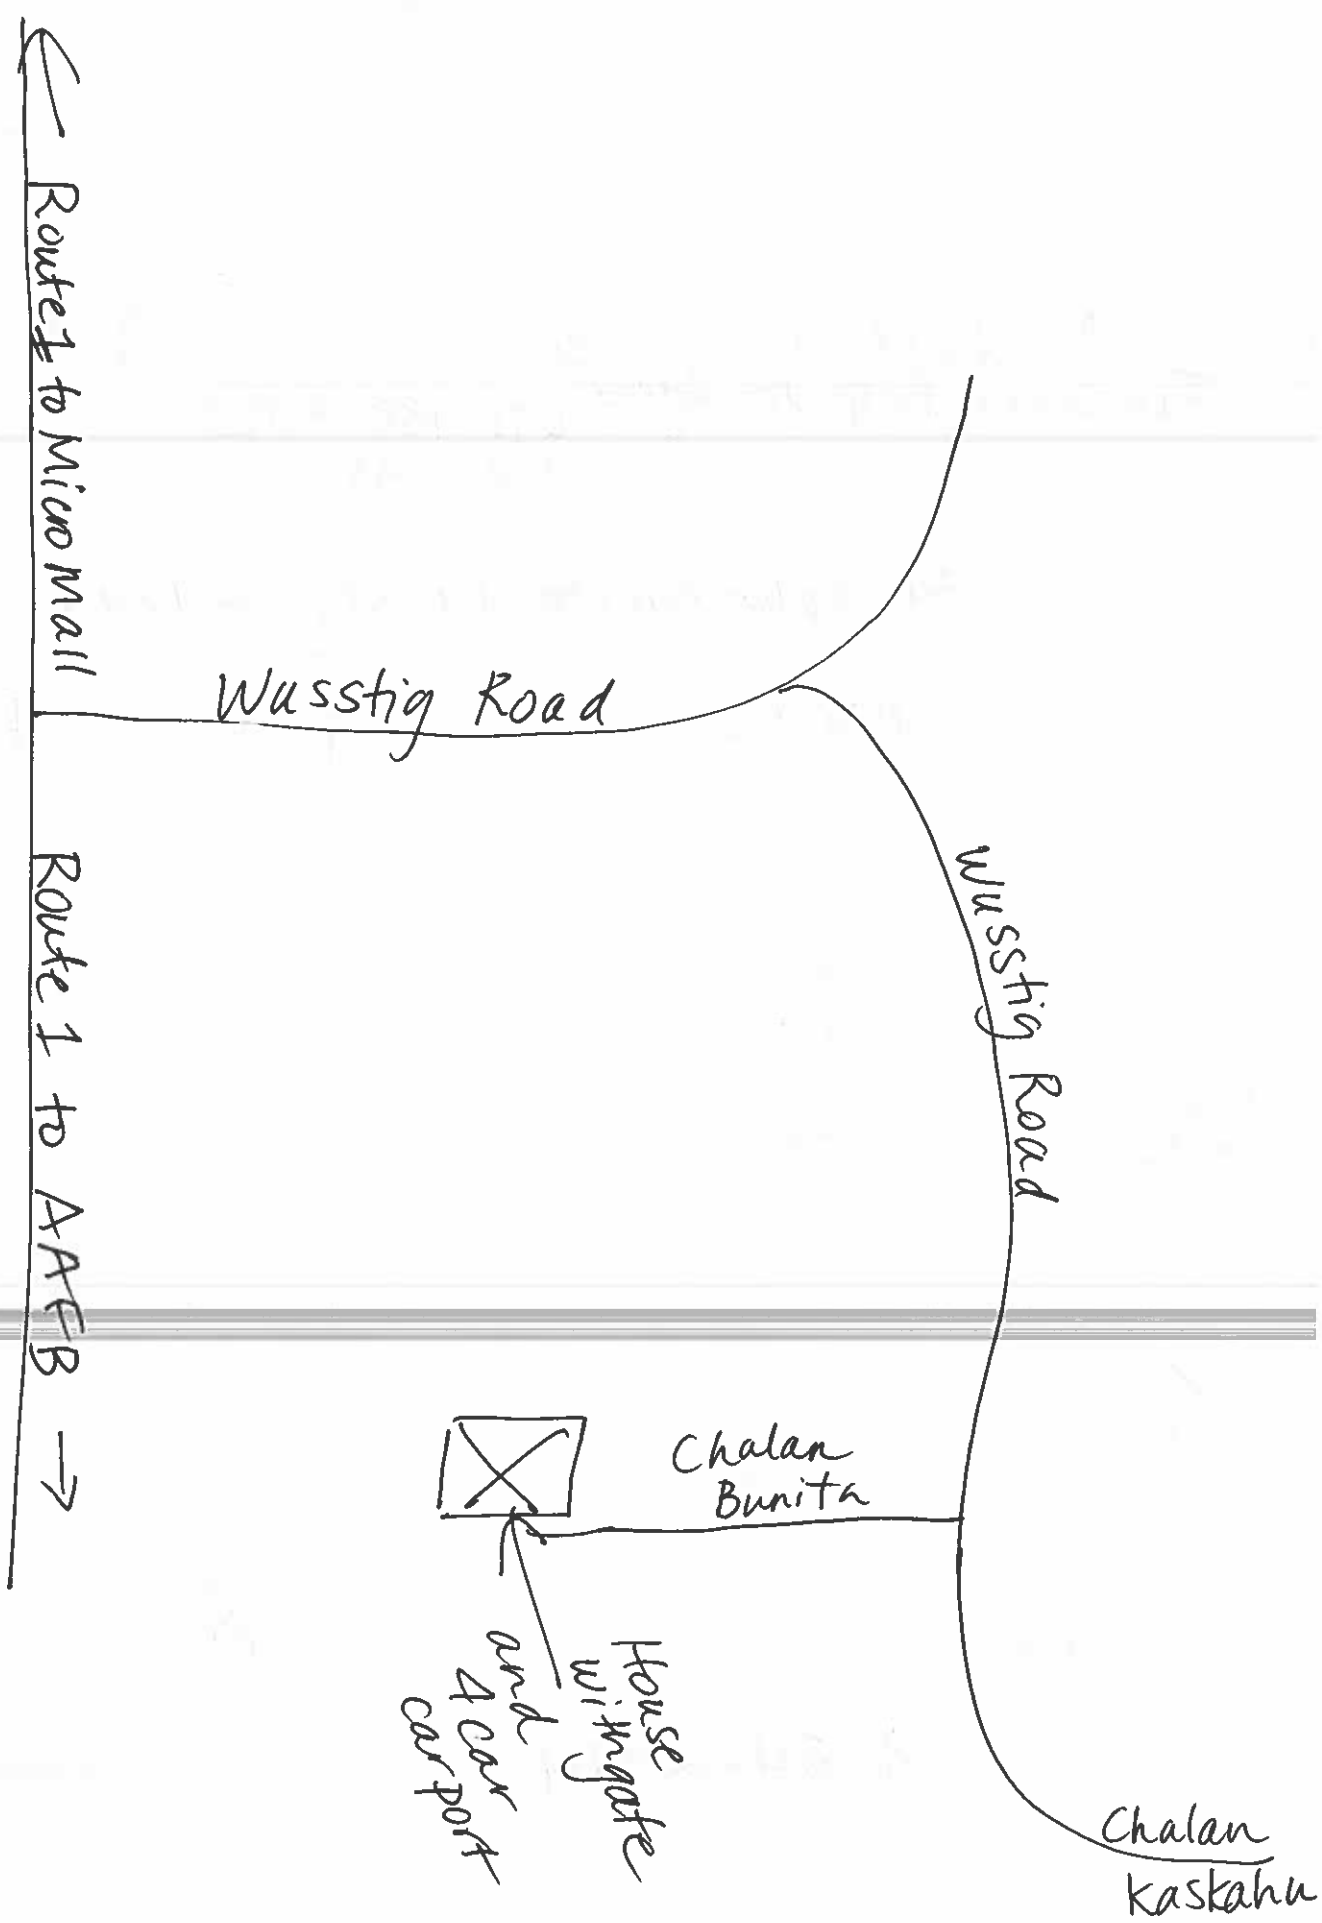 ← Route 1 to Micro Mall
Wusstig Road
Route 1 to AAFB →
Wusstig Road
Chalan
Bunita
House
with gate
and
4 car
carport
Chalan
Kaskahu